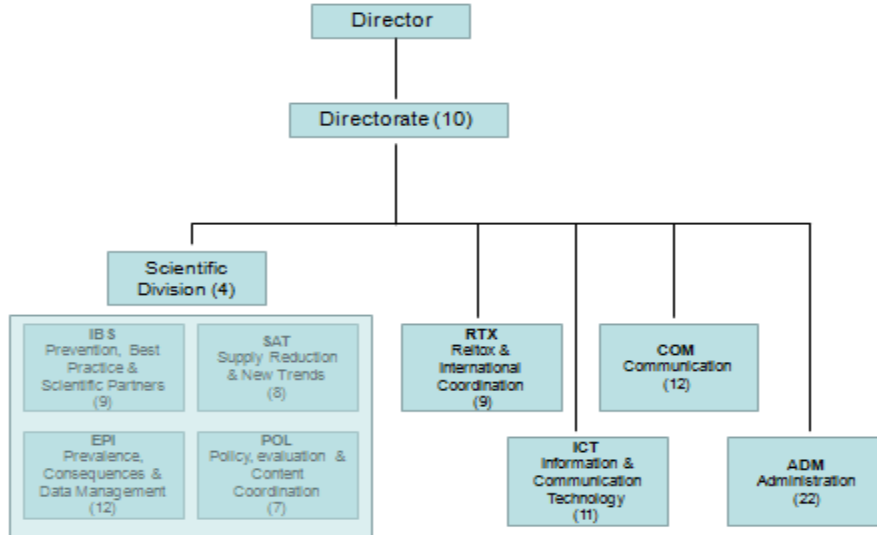 Director
Directorate (10)
Scientific
Division (4)
IBS
Prevention, Best
Practice &
Scientific Partners
(9)
SAT
Supply Reduction
& New Trends
(8)
EPI
Prevalence,
Consequences &
Data Management
(12)
POL
Policy, evaluation &
Content
Coordination
(7)
RTX
Reitox &
International
Coordination
(9)
ICT
Information &
Communication
Technology
(11)
COM
Communication
(12)
ADM
Administration
(22)